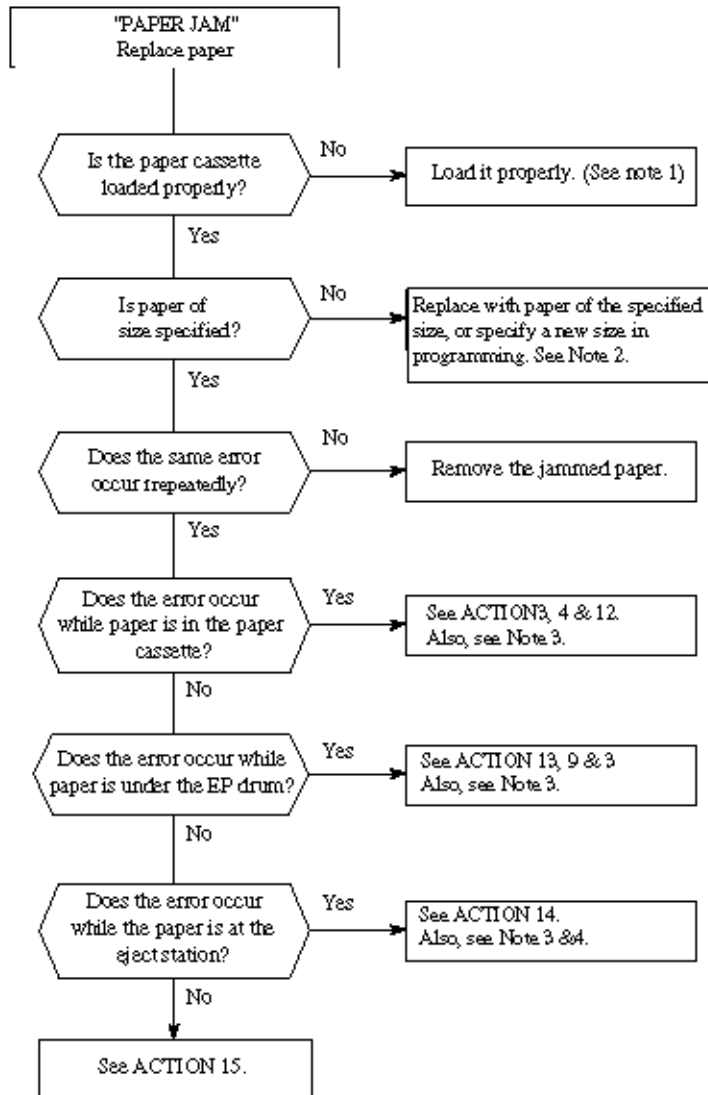 "PAPER JAM"
Replace paper
Is the paper cassette
loaded properly?
No
Load it properly. (See note 1)
Yes
Is paper of
size specified?
No
Replace with paper of the specified
size, or specify a new size in
programming. See Note 2.
Yes
Does the same error
occur rrepeatedly?
No
Remove the jammed paper.
Yes
Does the error occur
while paper is in the paper
cassette?
Yes
See ACTION3, 4 & 12.
Also, see Note 3.
No
Does the error occur while
paper is under the EP drum?
Yes
See ACTION 13, 9 & 3
Also, see Note 3.
No
Does the error occur
while the paper is at the
eject station?
Yes
See ACTION 14.
Also, see Note 3 &4.
No
See ACTION 15.